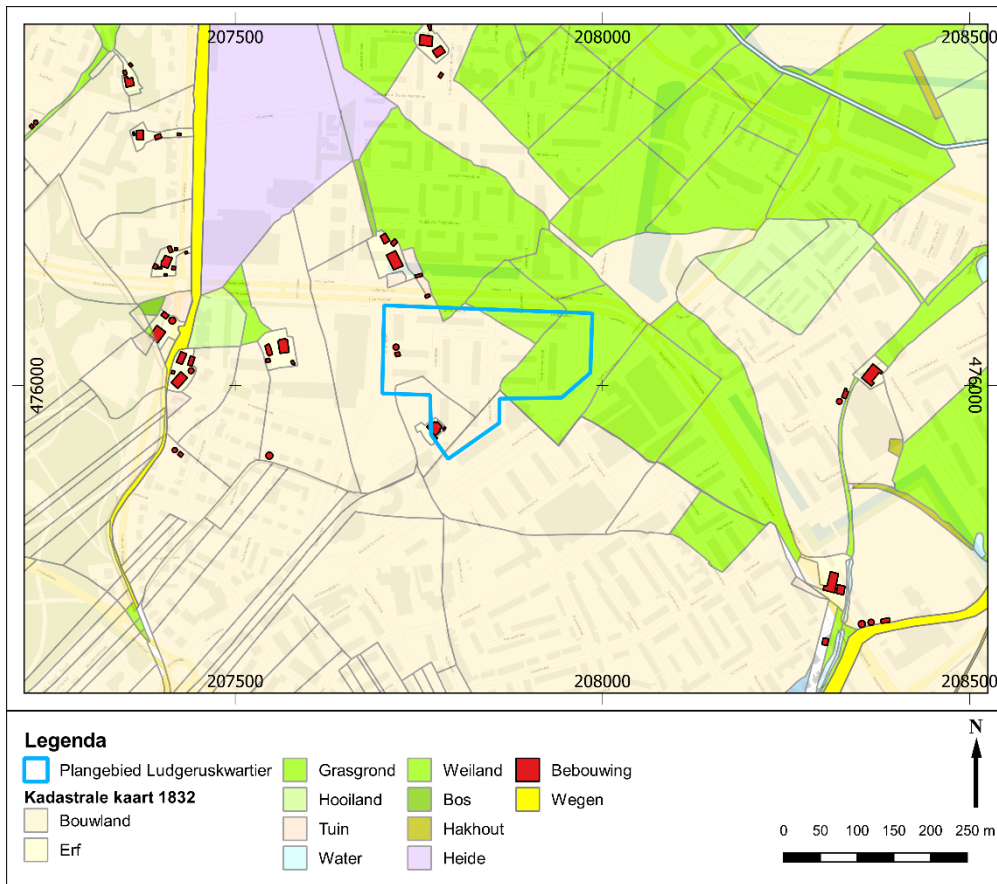 207500 208000 208500
476000 476000
207500 208000 208500
Legenda
Plangebied Ludgeruskwartier
Kadastrale kaart 1832
Bouwland
Erf
Grasgrond
Hooiland
Tuin
Water
Weiland
Bos
Hakhout
Heide
Bebouwing
Wegen
N
0 50 100 150 200 250 m